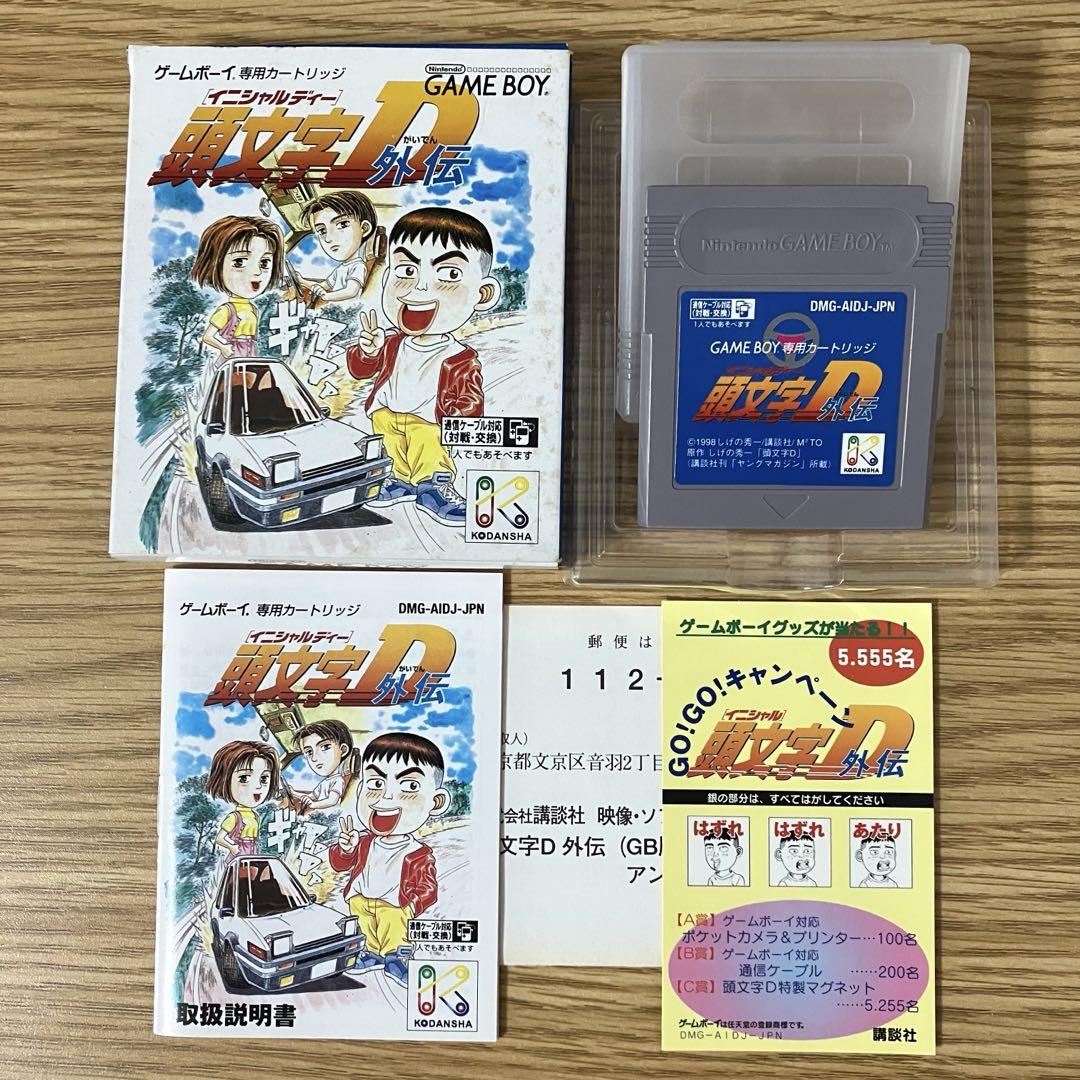 ゲームボーイ専用カートリッジ
Nintendo
GAME BOY
[イニシャルディー]
頭文字D
がいでん
外伝
ギャアアン
通信ケーブル対応
(対戦・交換)
1人でもあそべます
KODANSHA
Nintendo GAME BOY TM
通信ケーブル対応
(対戦・交換)
1人でもあそべます
DMG-AIDJ-JPN
GAME BOY 専用カートリッジ
イニシャルディー
頭文字D外伝
©1998しげの秀一/講談社/M²TO
原作 しげの秀一「頭文字D」
(講談社刊「ヤングマガジン」所載)
KODANSHA
ゲームボーイ専用カートリッジ
DMG-AIDJ-JPN
[イニシャルディー]
頭文字D
がいでん
外伝
通信ケーブル対応
(対戦・交換)
1人でもあそべます
取扱説明書
KODANSHA
郵便は
112-
取人)
京都文京区音羽2丁目
会社講談社 映像・ソフ
文字D 外伝(GB版
アン
ゲームボーイグッズが当たる!!
5.555名
GO!GO!キャンペーン
[イニシャル]
頭文字D外伝
銀の部分は、すべてはがしてください
はずれ はずれ あたり
【A賞】ゲームボーイ対応
ポケットカメラ&プリンター…100名
【B賞】ゲームボーイ対応
通信ケーブル ……200名
【C賞】頭文字D特製マグネット
……5.255名
ゲームボーイは任天堂の登録商標です。
DMG-AIDJ-JPN
講談社